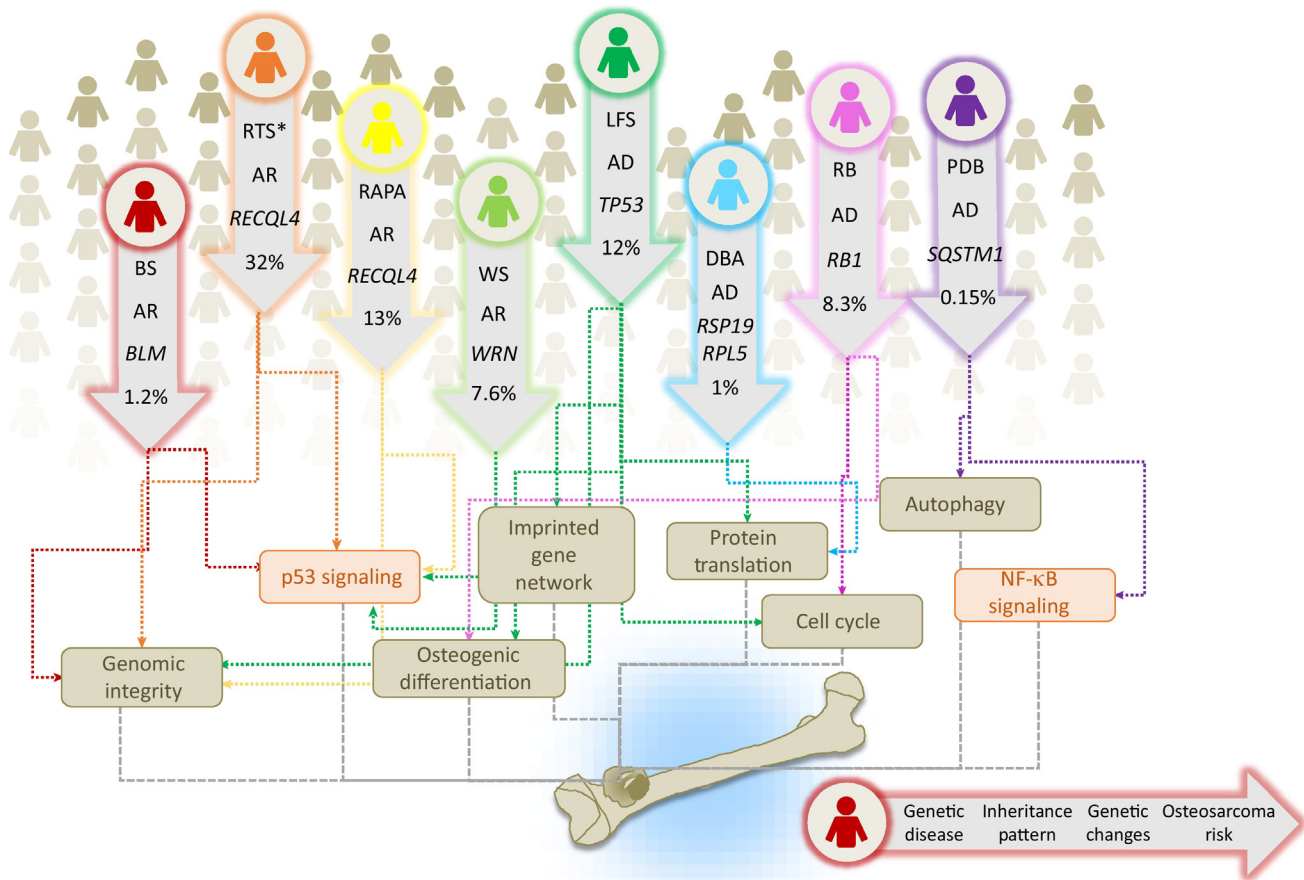 BS
AR
BLM
1.2%
RTS*
AR
RECQL4
32%
RAPA
AR
RECQL4
13%
WS
AR
WRN
7.6%
LFS
AD
TP53
12%
DBA
AD
RSP19
RPL5
1%
RB
AD
RB1
8.3%
PDB
AD
SQSTM1
0.15%
Autophagy
Imprinted
gene
network
Protein
translation
p53 signaling
NF-κB
signaling
Cell cycle
Genomic
integrity
Osteogenic
differentiation
Genetic
disease
Inheritance
pattern
Genetic
changes
Osteosarcoma
risk